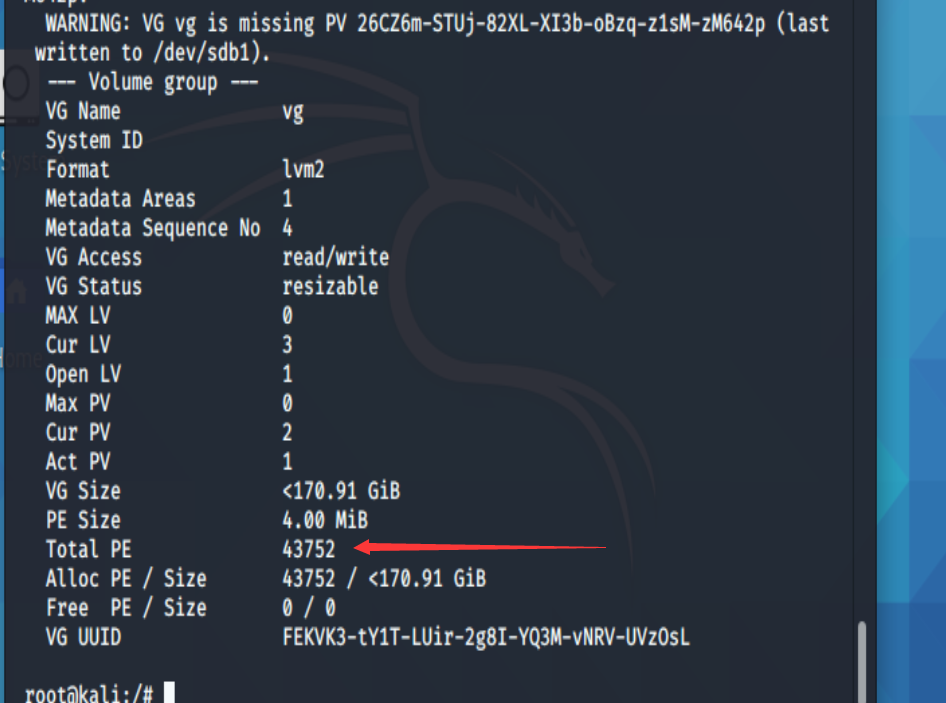 WARNING: VG vg is missing PV 26CZ6m-STUj-82XL-XI3b-oBzq-z1sM-zM642p (last
written to /dev/sdb1).
--- Volume group ---
VG Name vg
System ID
Format lvm2
Metadata Areas 1
Metadata Sequence No 4
VG Access read/write
VG Status resizable
MAX LV 0
Cur LV 3
Open LV 1
Max PV 0
Cur PV 2
Act PV 1
VG Size <170.91 GiB
PE Size 4.00 MiB
Total PE 43752
Alloc PE / Size 43752 / <170.91 GiB
Free  PE / Size 0 / 0
VG UUID FEKVK3-tY1T-LUir-2g8I-YQ3M-vNRV-UVzOsL
root@kali:/#